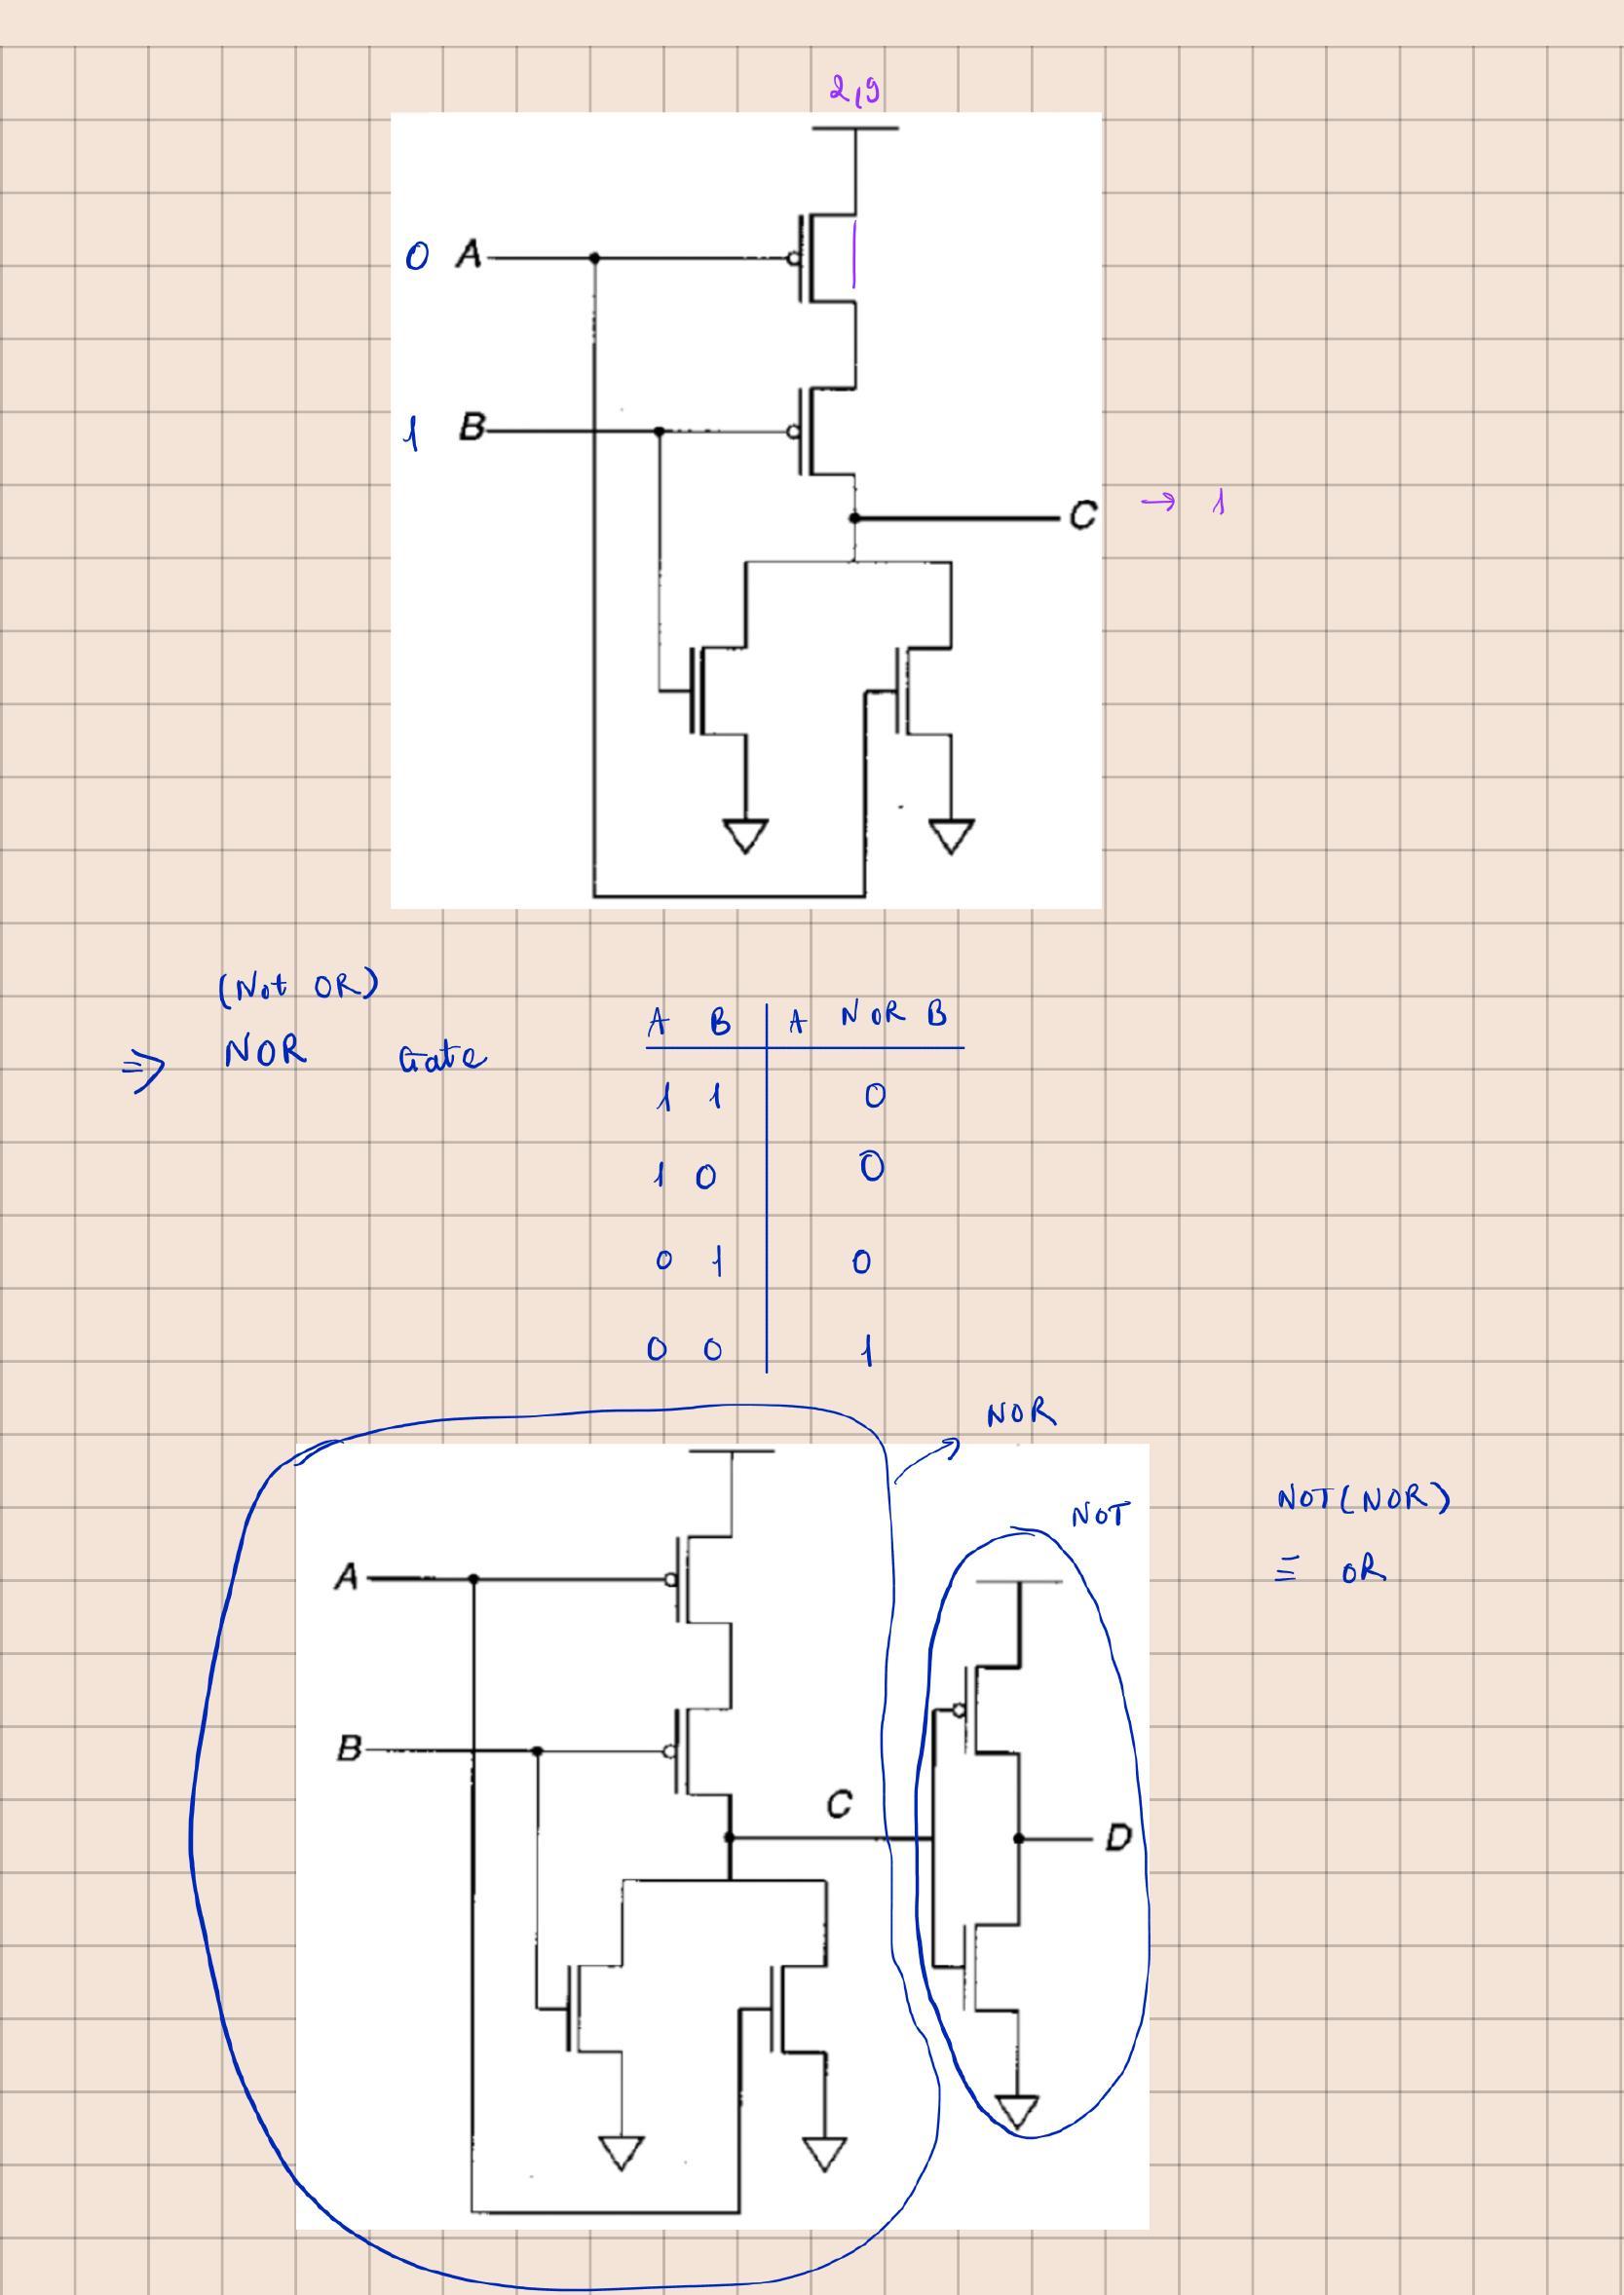 2,9
0 A
1 B
C → 1
(Not OR)
⇒ NOR Gate
A B | A NOR B
1 1 | 0
1 0 | 0
0 1 | 0
0 0 | 1
NOR
NOT
NOT(NOR)
≡ OR
A
B
C
D